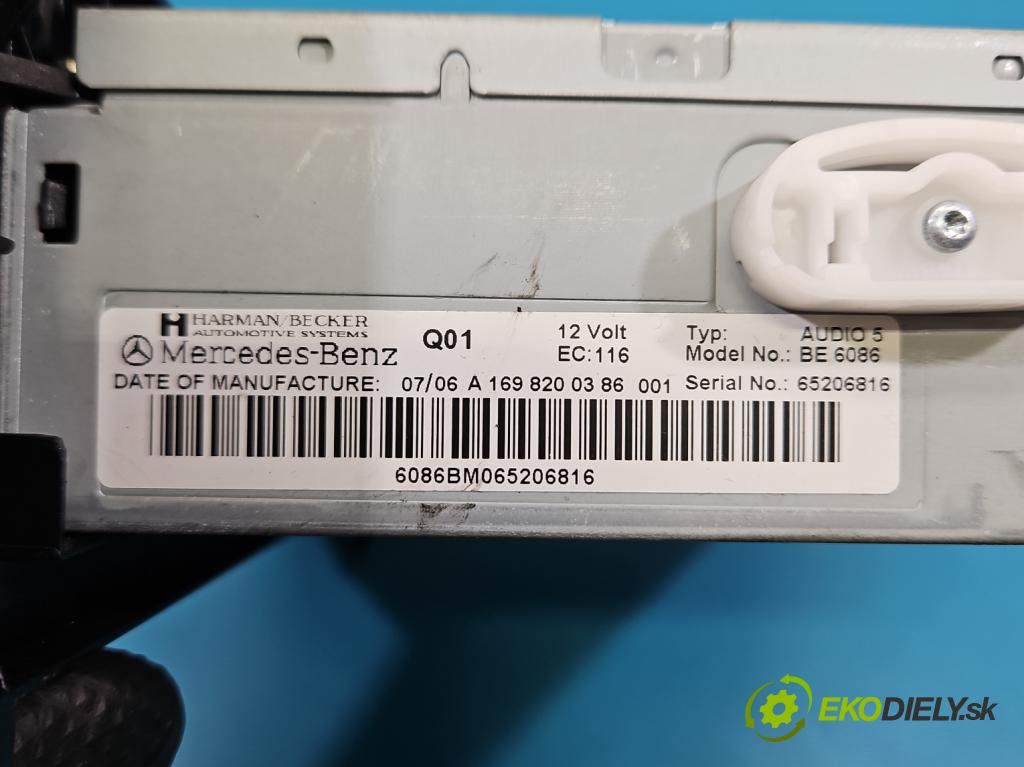 HARMAN/BECKER
AUTOMOTIVE SYSTEMS
Mercedes-Benz Q01 12 Volt Typ: AUDIO 5
EC:116 Model No.: BE 6086
DATE OF MANUFACTURE: 07/06 A 169 820 03 86 001 Serial No.: 65206816
6086BM065206816
EKODIELY.sk